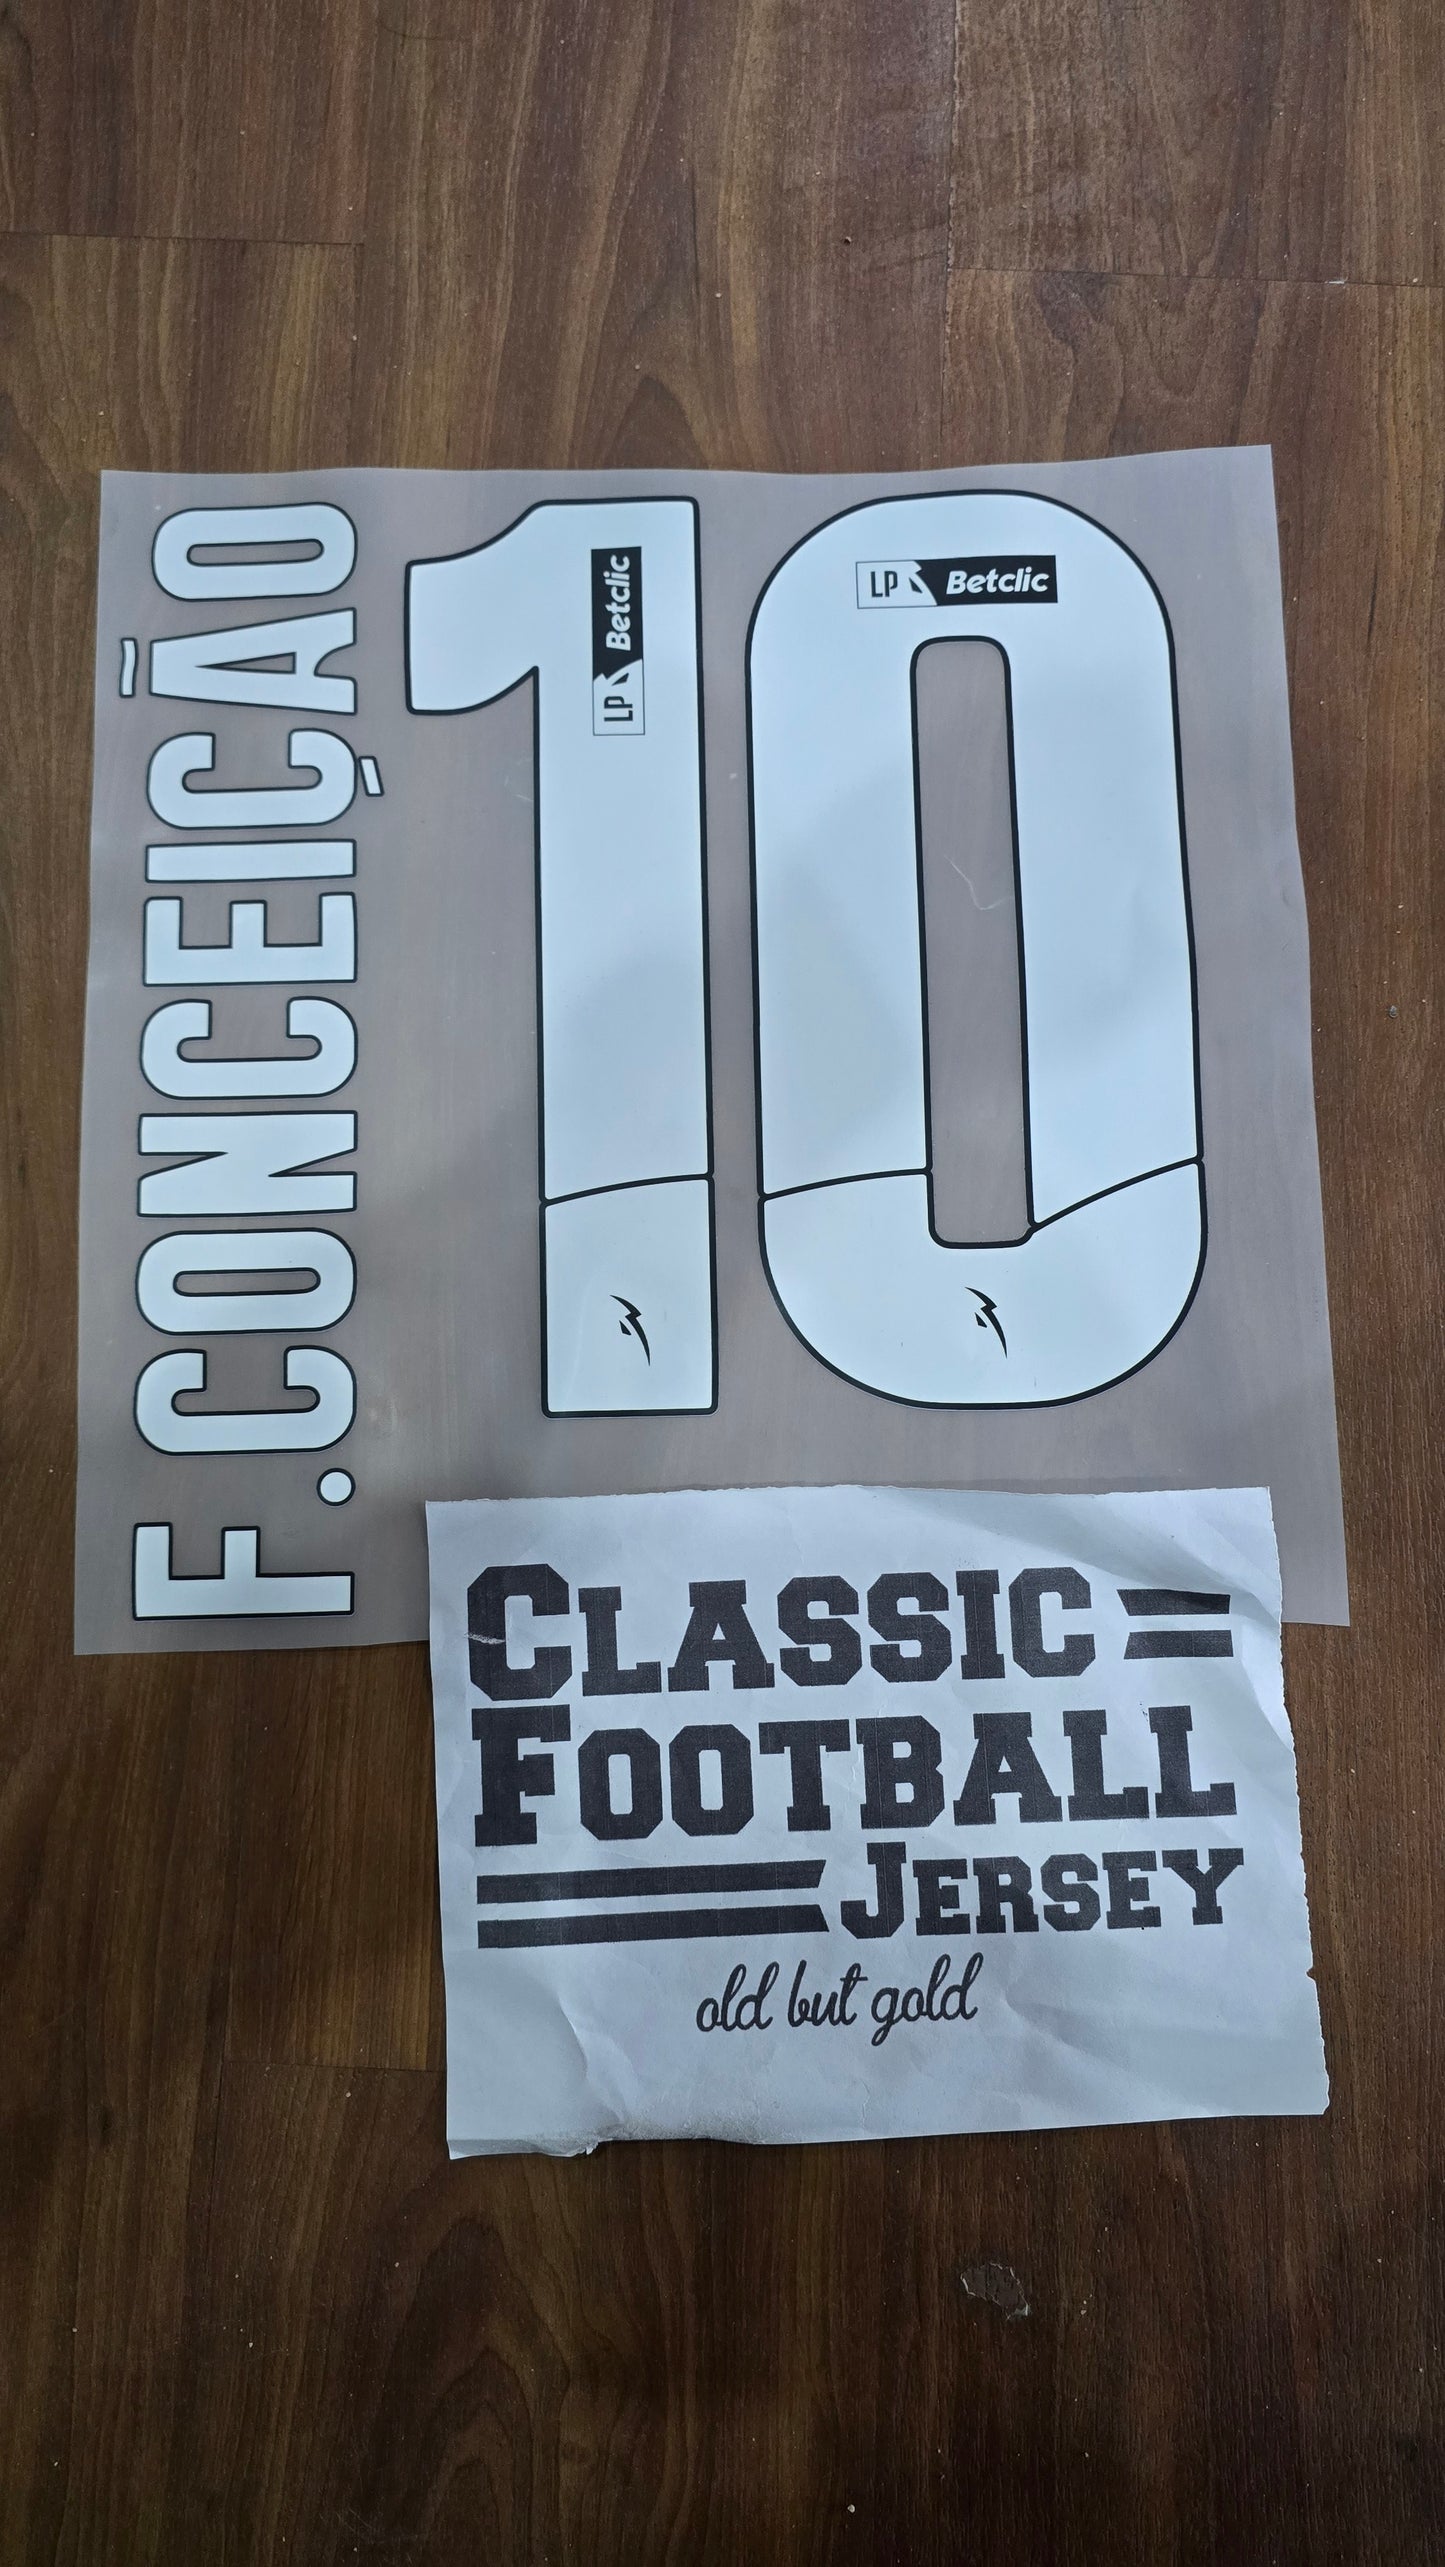 F.CONCEIÇÃO
10
LP Betclic
LP Betclic
CLASSIC
FOOTBALL
JERSEY
old but gold